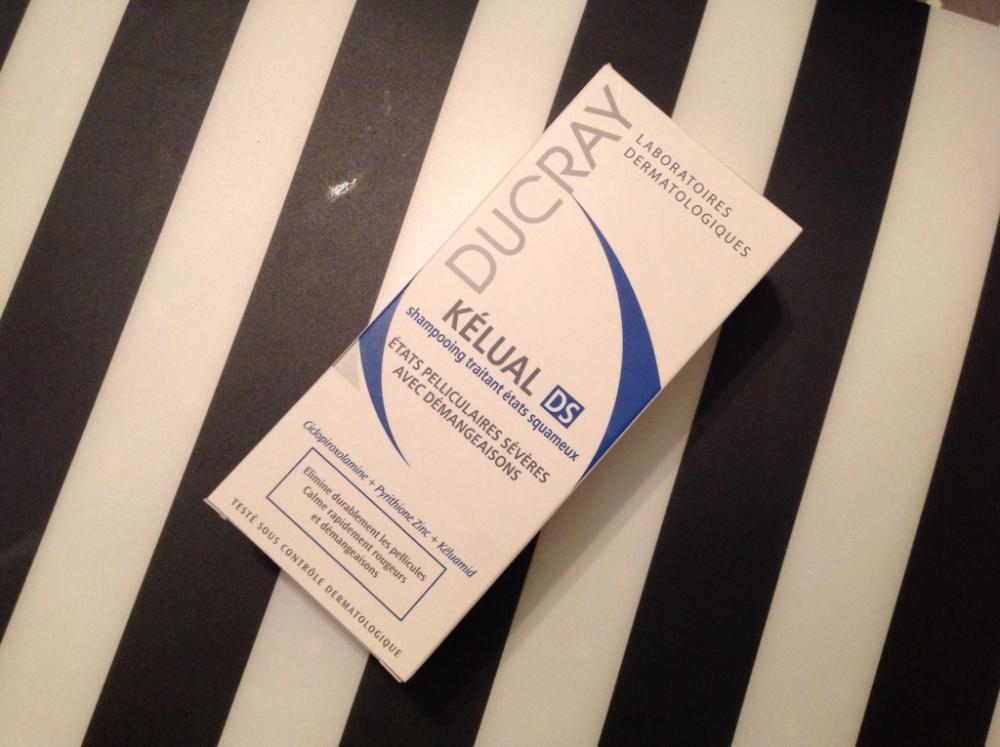 DUCRAY
LABORATOIRES
DERMATOLOGIQUES
KÉLUAL DS
shampooing traitant états squameux
ÉTATS PELLICULAIRES SÉVÈRES
AVEC DÉMANGEAISONS
Ciclopiroxolamine + Pyrithione Zinc + Kéluamid
Elimine durablement les pellicules
Calme rapidement rougeurs
et démangeaisons
TESTÉ SOUS CONTRÔLE DERMATOLOGIQUE